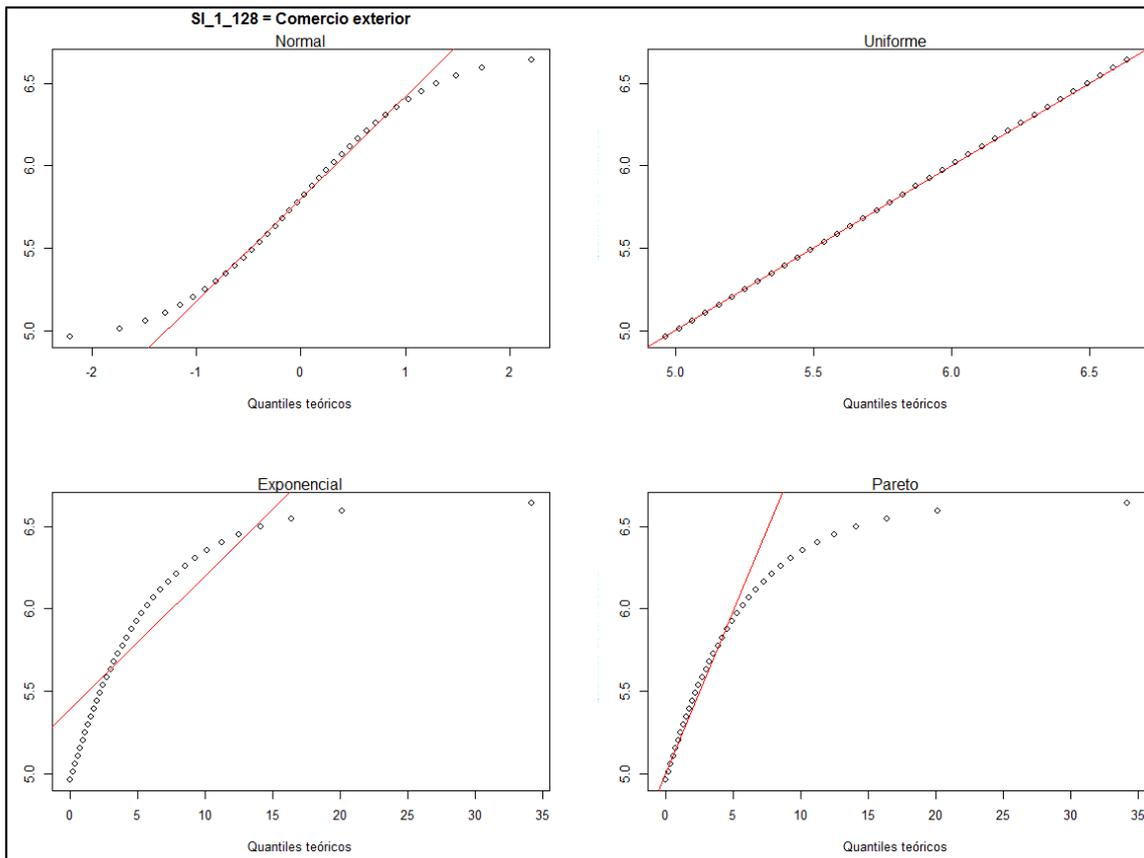 SI_1_128 = Comercio exterior
Normal
6.5
6.0
5.5
5.0
-2 -1 0 1 2
Quantiles teóricos
Uniforme
6.5
6.0
5.5
5.0
5.0 5.5 6.0 6.5
Quantiles teóricos
Exponencial
6.5
6.0
5.5
5.0
0 5 10 15 20 25 30 35
Quantiles teóricos
Pareto
6.5
6.0
5.5
5.0
0 5 10 15 20 25 30 35
Quantiles teóricos